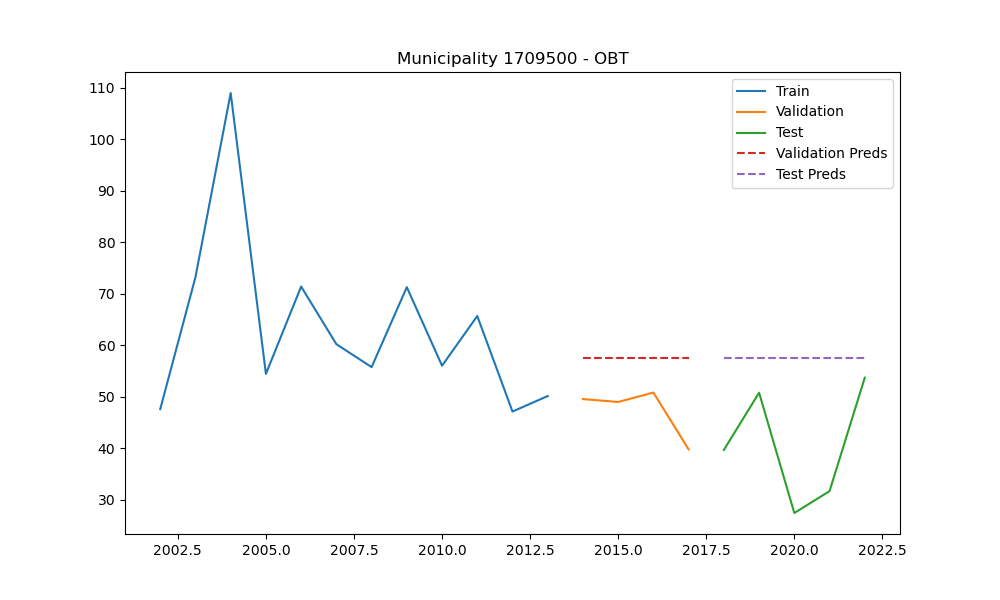 Municipality 1709500 - OBT
110
100
90
80
70
60
50
40
30
2002.5 2005.0 2007.5 2010.0 2012.5 2015.0 2017.5 2020.0 2022.5
Train
Validation
Test
Validation Preds
Test Preds